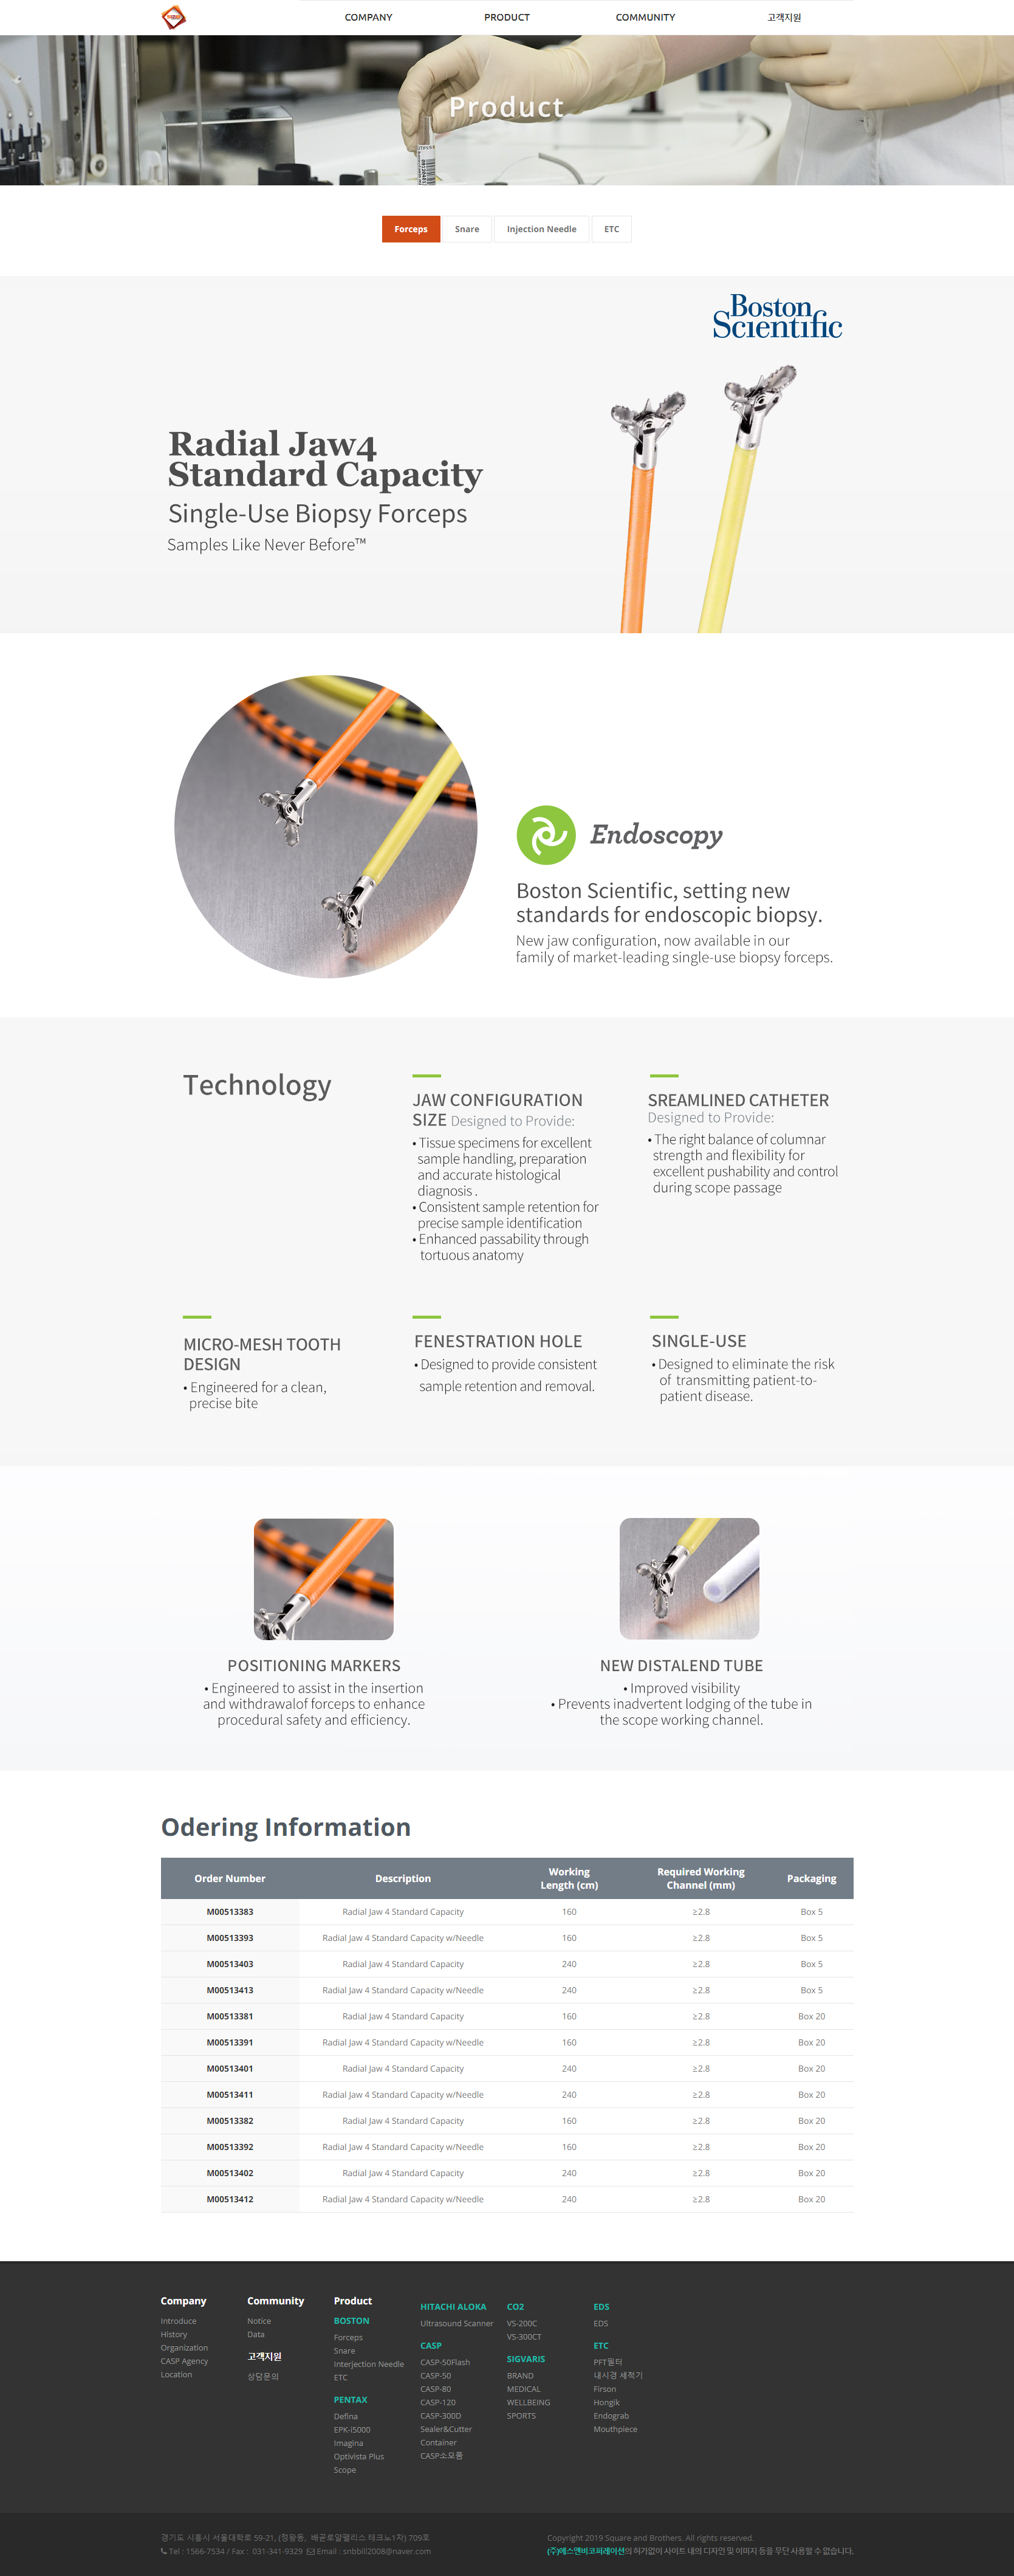 COMPANY
PRODUCT
COMMUNITY
고객지원
Product
Forceps
Snare
Injection Needle
ETC
Boston
Scientific
Radial Jaw4
Standard Capacity
Single-Use Biopsy Forceps
Samples Like Never Before™
Endoscopy
Boston Scientific, setting new
standards for endoscopic biopsy.
New jaw configuration, now available in our
family of market-leading single-use biopsy forceps.
Technology
JAW CONFIGURATION
SIZE Designed to Provide:
• Tissue specimens for excellent
sample handling, preparation
and accurate histological
diagnosis .
• Consistent sample retention for
precise sample identification
• Enhanced passability through
tortuous anatomy
SREAMLINED CATHETER
Designed to Provide:
• The right balance of columnar
strength and flexibility for
excellent pushability and control
during scope passage
MICRO-MESH TOOTH
DESIGN
• Engineered for a clean,
precise bite
FENESTRATION HOLE
• Designed to provide consistent
sample retention and removal.
SINGLE-USE
• Designed to eliminate the risk
of transmitting patient-to-
patient disease.
POSITIONING MARKERS
• Engineered to assist in the insertion
and withdrawalof forceps to enhance
procedural safety and efficiency.
NEW DISTALEND TUBE
• Improved visibility
• Prevents inadvertent lodging of the tube in
the scope working channel.
Odering Information
Order Number Description Working Length (cm) Required Working Channel (mm) Packaging
M00513383 Radial Jaw 4 Standard Capacity 160 ≥2.8 Box 5
M00513393 Radial Jaw 4 Standard Capacity w/Needle 160 ≥2.8 Box 5
M00513403 Radial Jaw 4 Standard Capacity 240 ≥2.8 Box 5
M00513413 Radial Jaw 4 Standard Capacity w/Needle 240 ≥2.8 Box 5
M00513381 Radial Jaw 4 Standard Capacity 160 ≥2.8 Box 20
M00513391 Radial Jaw 4 Standard Capacity w/Needle 160 ≥2.8 Box 20
M00513401 Radial Jaw 4 Standard Capacity 240 ≥2.8 Box 20
M00513411 Radial Jaw 4 Standard Capacity w/Needle 240 ≥2.8 Box 20
M00513382 Radial Jaw 4 Standard Capacity 160 ≥2.8 Box 20
M00513392 Radial Jaw 4 Standard Capacity w/Needle 160 ≥2.8 Box 20
M00513402 Radial Jaw 4 Standard Capacity 240 ≥2.8 Box 20
M00513412 Radial Jaw 4 Standard Capacity w/Needle 240 ≥2.8 Box 20
Company
Introduce
History
Organization
CASP Agency
Location
Community
Notice
Data
고객지원
상담문의
Product
BOSTON
Forceps
Snare
Interjection Needle
ETC
PENTAX
Defina
EPK-i5000
Imagina
Optivista Plus
Scope
HITACHI ALOKA
Ultrasound Scanner
CASP
CASP-50Flash
CASP-50
CASP-80
CASP-120
CASP-300D
Sealer&Cutter
Container
CASP소모품
CO2
VS-200C
VS-300CT
SIGVARIS
BRAND
MEDICAL
WELLBEING
SPORTS
EDS
EDS
ETC
PFT필터
내시경 세척기
Firson
Hongik
Endograb
Mouthpiece
경기도 시흥시 서울대학로 59-21, (정왕동, 배곧로얄팰리스 테크노1차) 709호
Tel : 1566-7534 / Fax : 031-341-9329 Email : snbbill2008@naver.com
Copyright 2019 Square and Brothers. All rights reserved.
(주)에스앤비코퍼레이션의 허가없이 사이트 내의 디자인 및 이미지 등을 무단 사용할 수 없습니다.